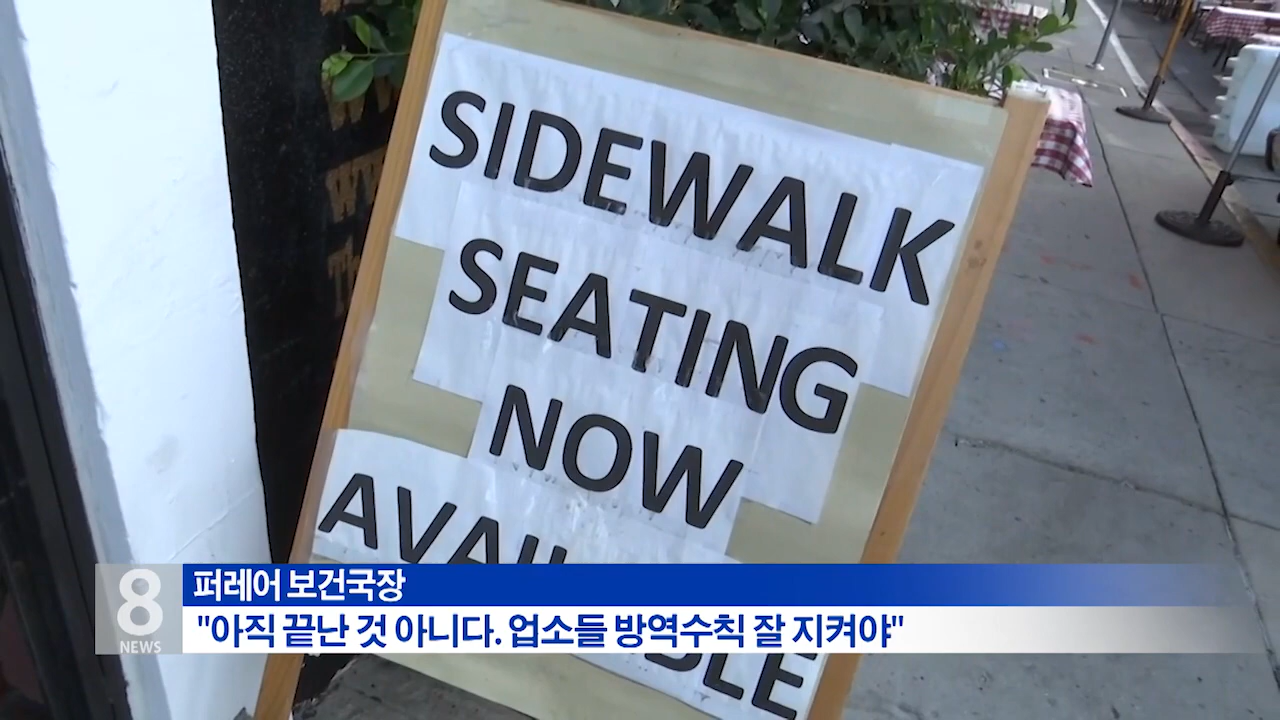 SIDEWALK
SEATING
NOW
AVAILABLE
8
NEWS
퍼레어 보건국장
"아직 끝난 것 아니다. 업소들 방역수칙 잘 지켜야"